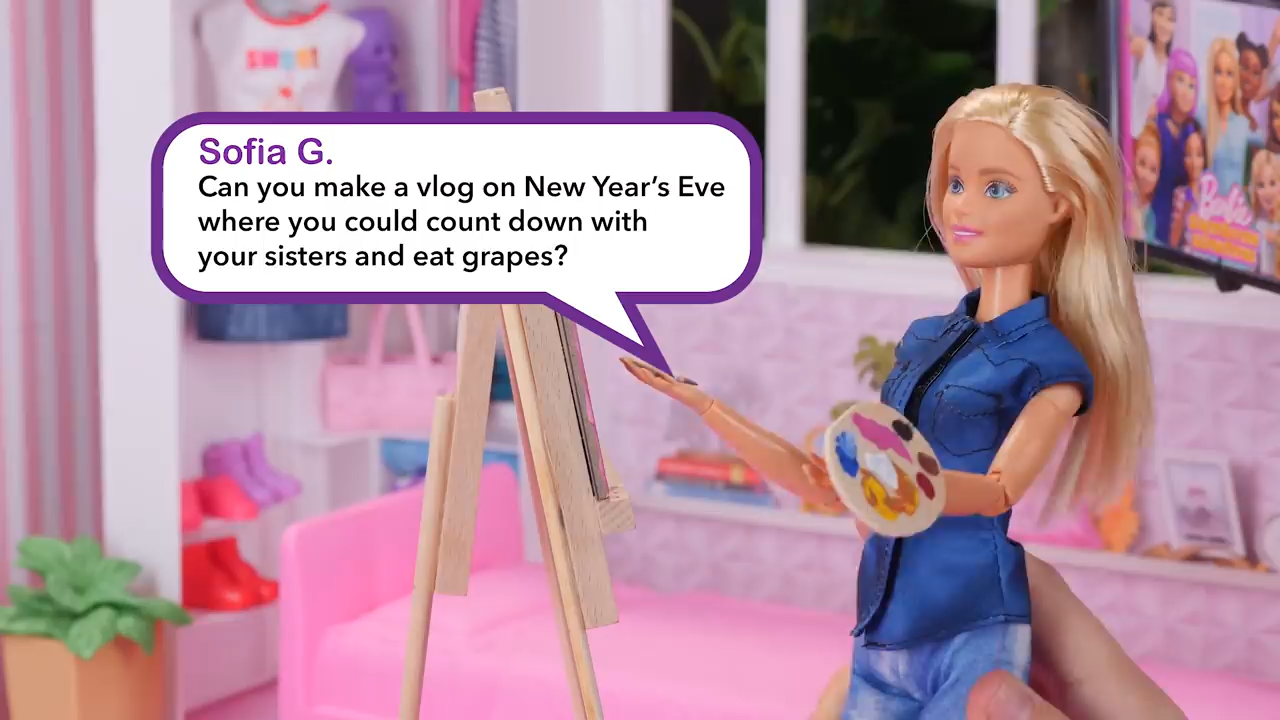 Sofia G.
Can you make a vlog on New Year's Eve
where you could count down with
your sisters and eat grapes?
Barbie